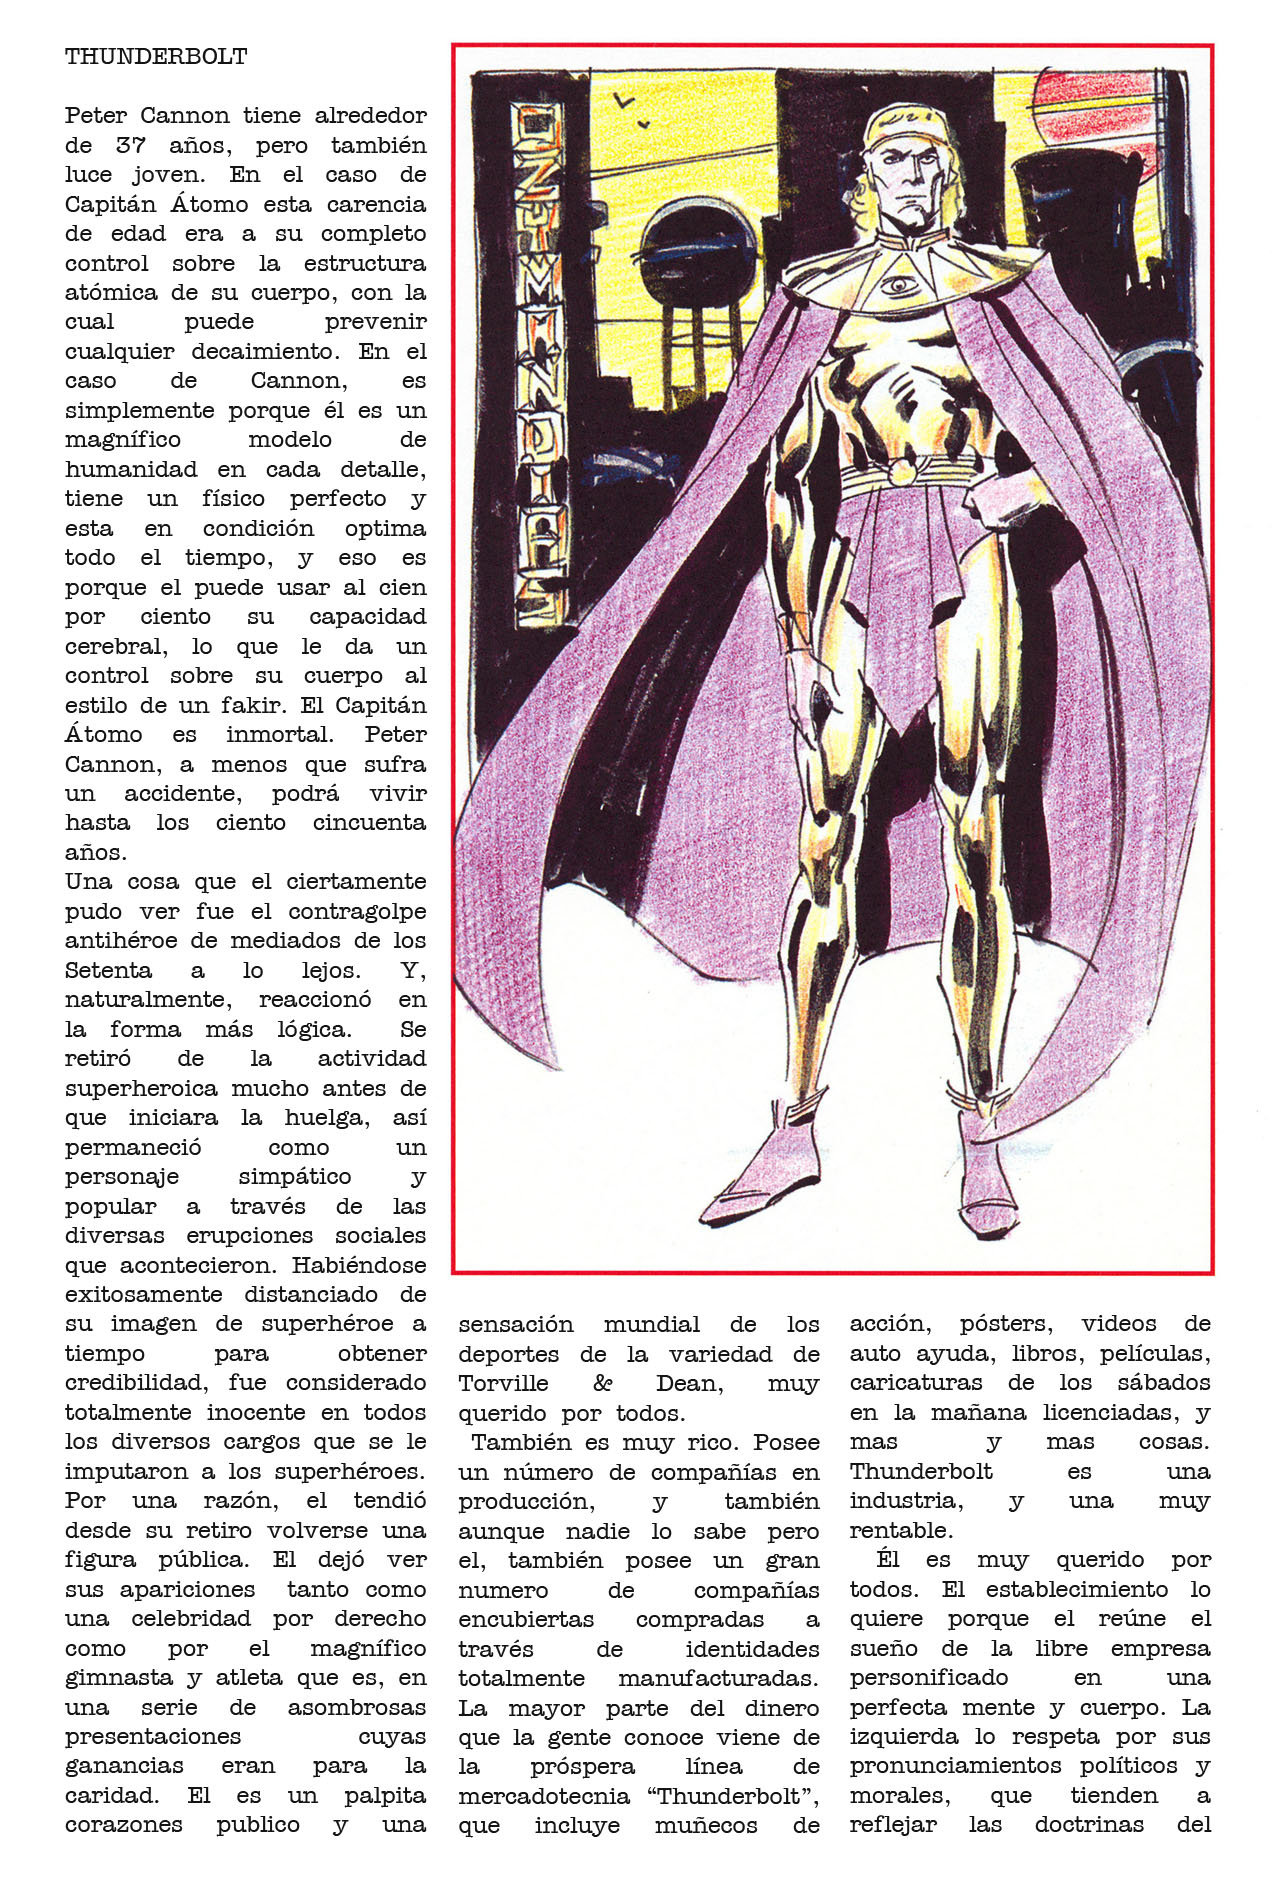 THUNDERBOLT
Peter Cannon tiene alrededor
de 37 años, pero también
luce joven. En el caso de
Capitán Átomo esta carencia
de edad era a su completo
control sobre la estructura
atómica de su cuerpo, con la
cual puede prevenir
cualquier decaimiento. En el
caso de Cannon, es
simplemente porque él es un
magnífico modelo de
humanidad en cada detalle,
tiene un físico perfecto y
esta en condición optima
todo el tiempo, y eso es
porque el puede usar al cien
por ciento su capacidad
cerebral, lo que le da un
control sobre su cuerpo al
estilo de un fakir. El Capitán
Átomo es inmortal. Peter
Cannon, a menos que sufra
un accidente, podrá vivir
hasta los ciento cincuenta
años.
Una cosa que el ciertamente
pudo ver fue el contragolpe
antihéroe de mediados de los
Setenta a lo lejos. Y,
naturalmente, reaccionó en
la forma más lógica. Se
retiró de la actividad
superheroica mucho antes de
que iniciara la huelga, así
permaneció como un
personaje simpático y
popular a través de las
diversas erupciones sociales
que acontecieron. Habiéndose
exitosamente distanciado de
su imagen de superhéroe a
tiempo para obtener
credibilidad, fue considerado
totalmente inocente en todos
los diversos cargos que se le
imputaron a los superhéroes.
Por una razón, el tendió
desde su retiro volverse una
figura pública. El dejó ver
sus apariciones tanto como
una celebridad por derecho
como por el magnífico
gimnasta y atleta que es, en
una serie de asombrosas
presentaciones cuyas
ganancias eran para la
caridad. El es un palpita
corazones publico y una
sensación mundial de los
deportes de la variedad de
Torville & Dean, muy
querido por todos.
También es muy rico. Posee
un número de compañías en
producción, y también
aunque nadie lo sabe pero
el, también posee un gran
numero de compañías
encubiertas compradas a
través de identidades
totalmente manufacturadas.
La mayor parte del dinero
que la gente conoce viene de
la próspera línea de
mercadotecnia “Thunderbolt”,
que incluye muñecos de
acción, pósters, videos de
auto ayuda, libros, películas,
caricaturas de los sábados
en la mañana licenciadas, y
mas y mas cosas.
Thunderbolt es una
industria, y una muy
rentable.
Él es muy querido por
todos. El establecimiento lo
quiere porque el reúne el
sueño de la libre empresa
personificado en una
perfecta mente y cuerpo. La
izquierda lo respeta por sus
pronunciamientos políticos y
morales, que tienden a
reflejar las doctrinas del